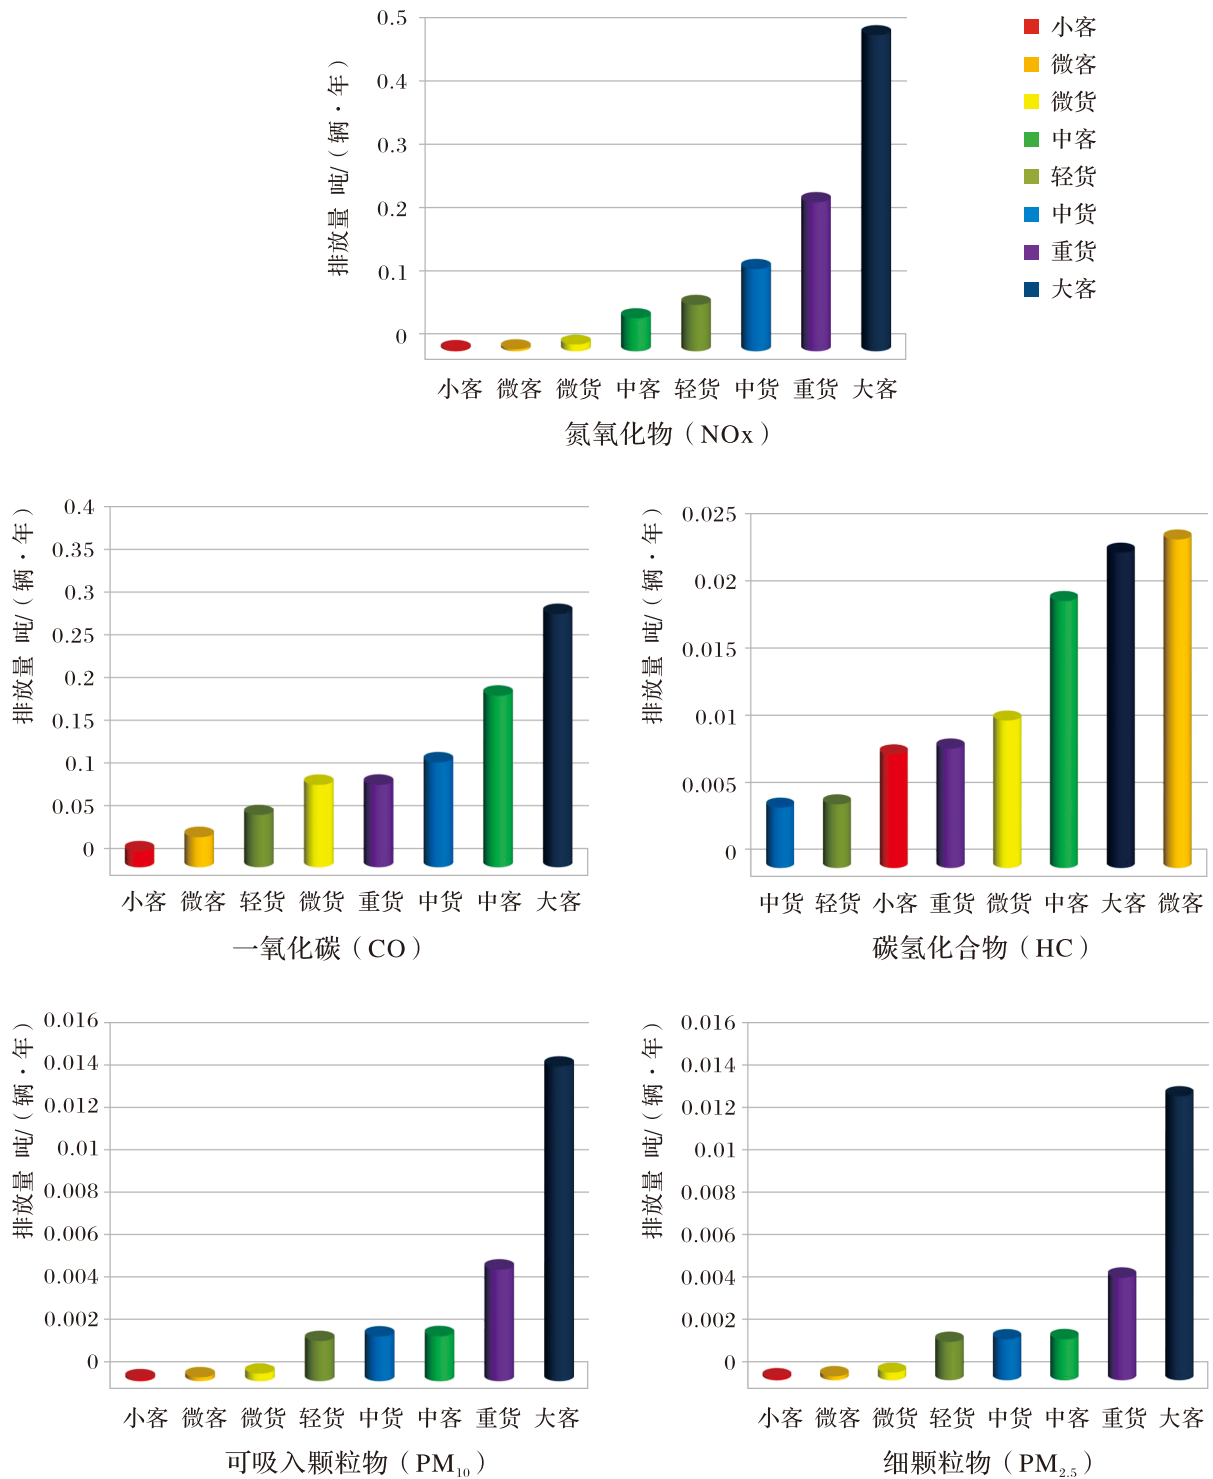 0.5
0.4
0.3
0.2
0.1
0
排放量 吨/（辆·年）
小客 微客 微货 中客 轻货 中货 重货 大客
氮氧化物（NOx）
小客
微客
微货
中客
轻货
中货
重货
大客
0.4
0.35
0.3
0.25
0.2
0.15
0.1
0.05
0
排放量 吨/（辆·年）
小客 微客 轻货 微货 重货 中货 中客 大客
一氧化碳（CO）
0.025
0.02
0.015
0.01
0.005
0
排放量 吨/（辆·年）
中货 轻货 小客 重货 微货 中客 大客 微客
碳氢化合物（HC）
0.016
0.014
0.012
0.01
0.008
0.006
0.004
0.002
0
排放量 吨/（辆·年）
小客 微客 微货 轻货 中货 中客 重货 大客
可吸入颗粒物（PM₁₀）
0.016
0.014
0.012
0.01
0.008
0.006
0.004
0.002
0
排放量 吨/（辆·年）
小客 微客 微货 轻货 中货 中客 重货 大客
细颗粒物（PM₂.₅）